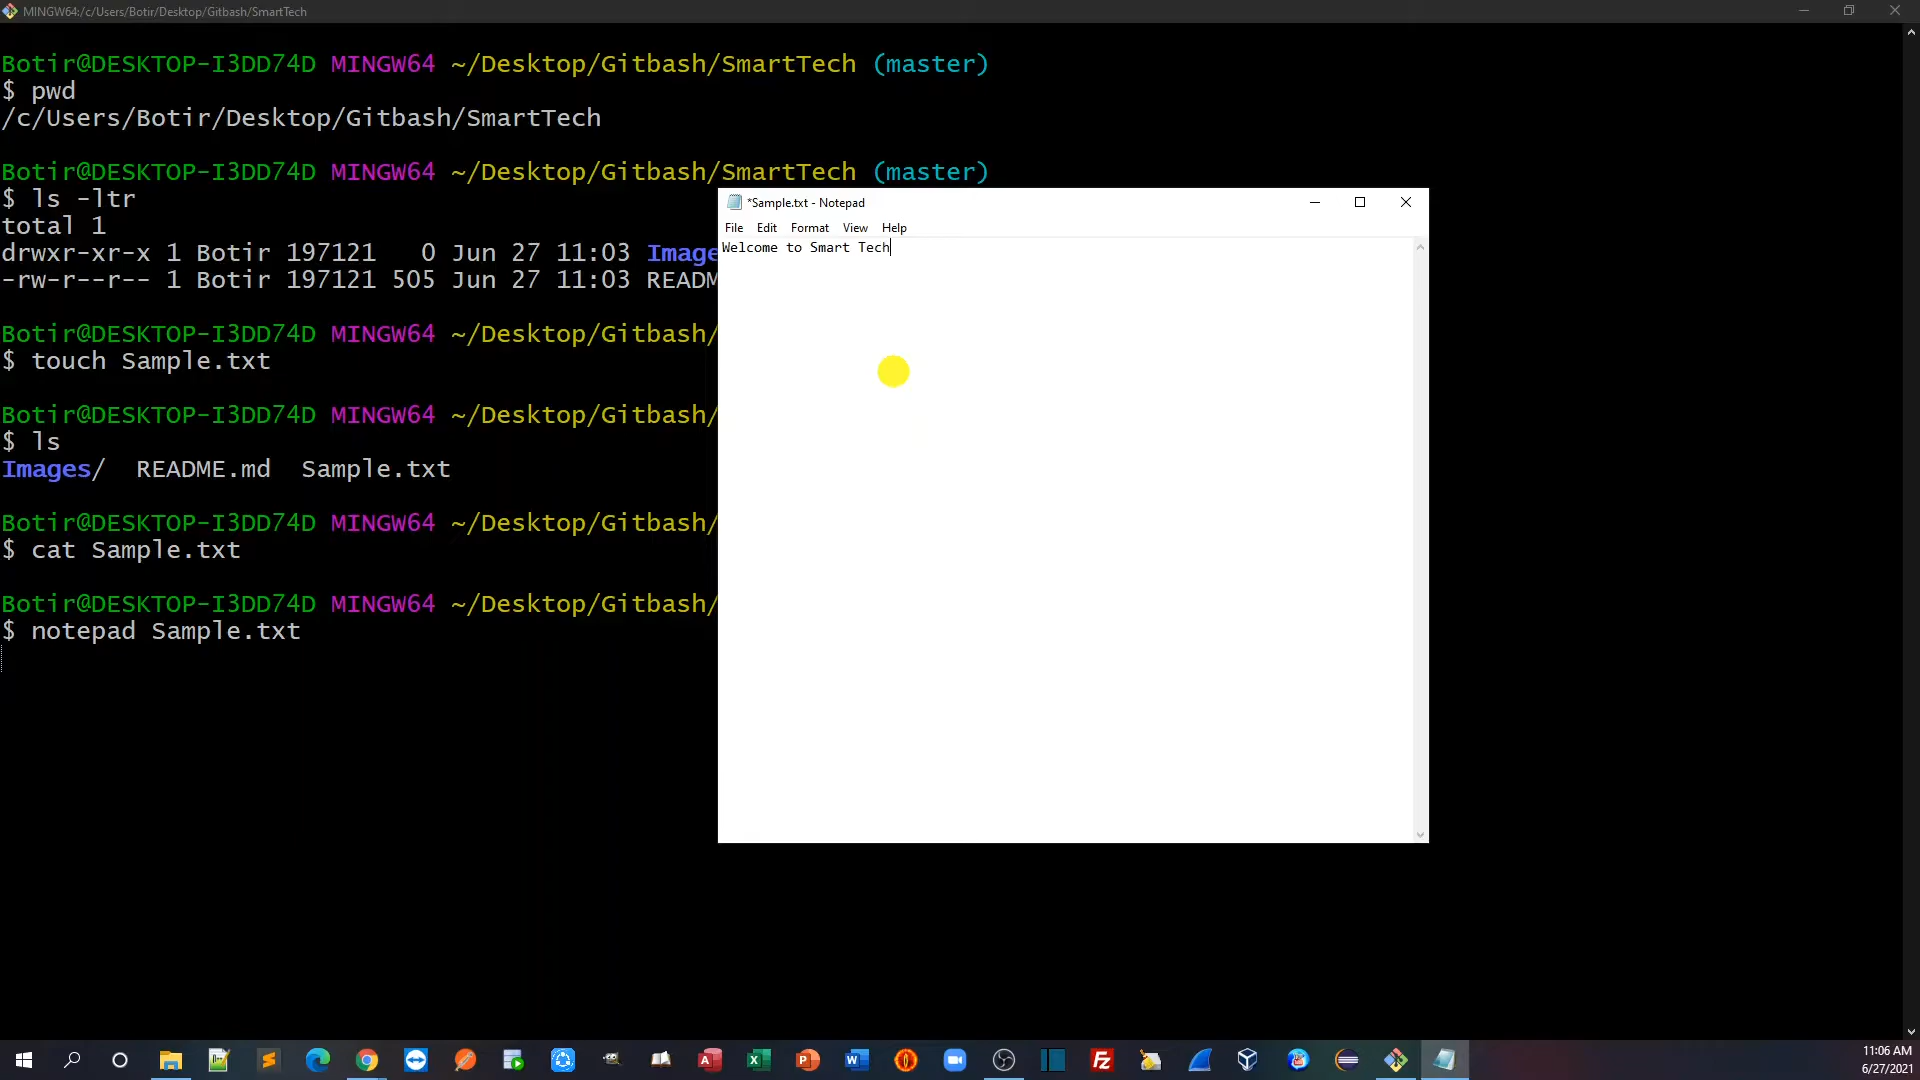 MINGW64:/c/Users/Botir/Desktop/Gitbash/SmartTech
Botir@DESKTOP-I3DD74D MINGW64 ~/Desktop/Gitbash/SmartTech (master)
$ pwd
/c/Users/Botir/Desktop/Gitbash/SmartTech
Botir@DESKTOP-I3DD74D MINGW64 ~/Desktop/Gitbash/SmartTech (master)
$ ls -ltr
total 1
drwxr-xr-x 1 Botir 197121   0 Jun 27 11:03 Image
-rw-r--r-- 1 Botir 197121 505 Jun 27 11:03 READM
Botir@DESKTOP-I3DD74D MINGW64 ~/Desktop/Gitbash/
$ touch Sample.txt
Botir@DESKTOP-I3DD74D MINGW64 ~/Desktop/Gitbash/
$ ls
Images/  README.md  Sample.txt
Botir@DESKTOP-I3DD74D MINGW64 ~/Desktop/Gitbash/
$ cat Sample.txt
Botir@DESKTOP-I3DD74D MINGW64 ~/Desktop/Gitbash/
$ notepad Sample.txt
*Sample.txt - Notepad
File Edit Format View Help
Welcome to Smart Tech
11:06 AM
6/27/2021